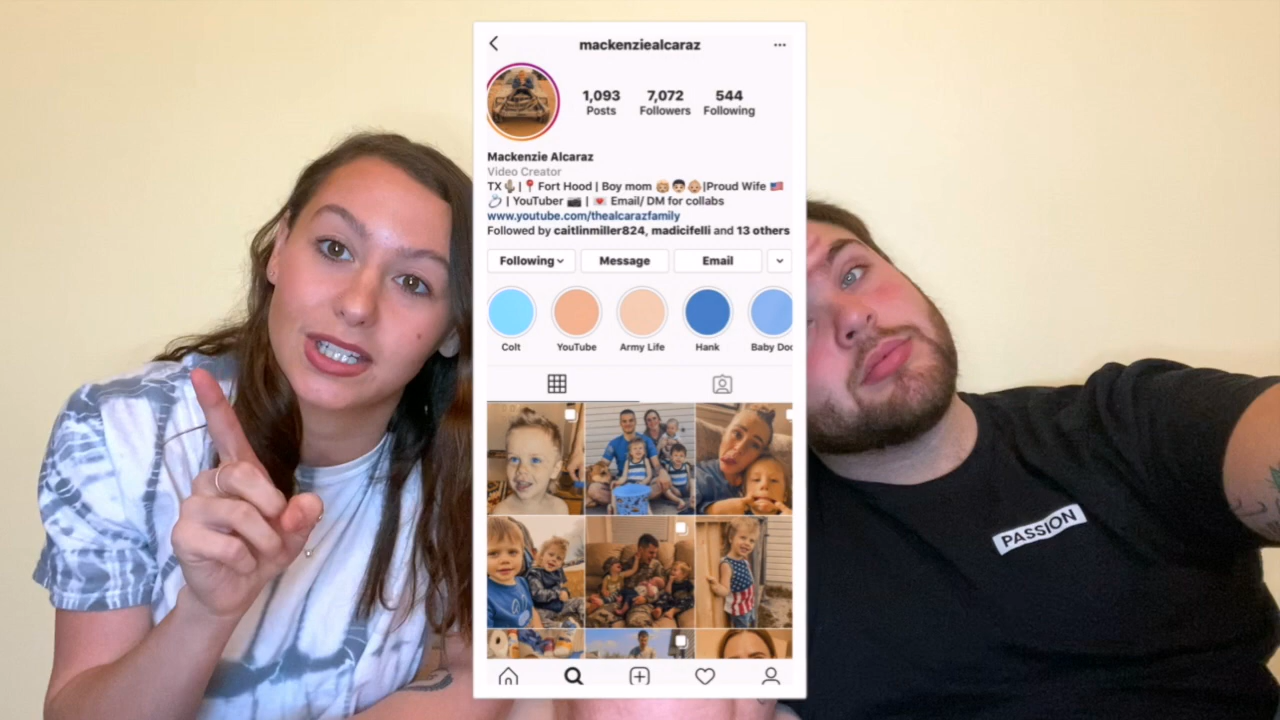 mackenziealcaraz
1,093 7,072 544
Posts Followers Following
Mackenzie Alcaraz
Video Creator
TX🌵|📍 Fort Hood | Boy mom 👶🏼👦🏻👶🏼|Proud Wife 🇺🇸
💍 | YouTuber 📷 | 💌 Email/ DM for collabs
www.youtube.com/thealcarazfamily
Followed by caitlinmiller824, madicifelli and 13 others
Following Message Email
Colt YouTube Army Life Hank Baby Doc
PASSION